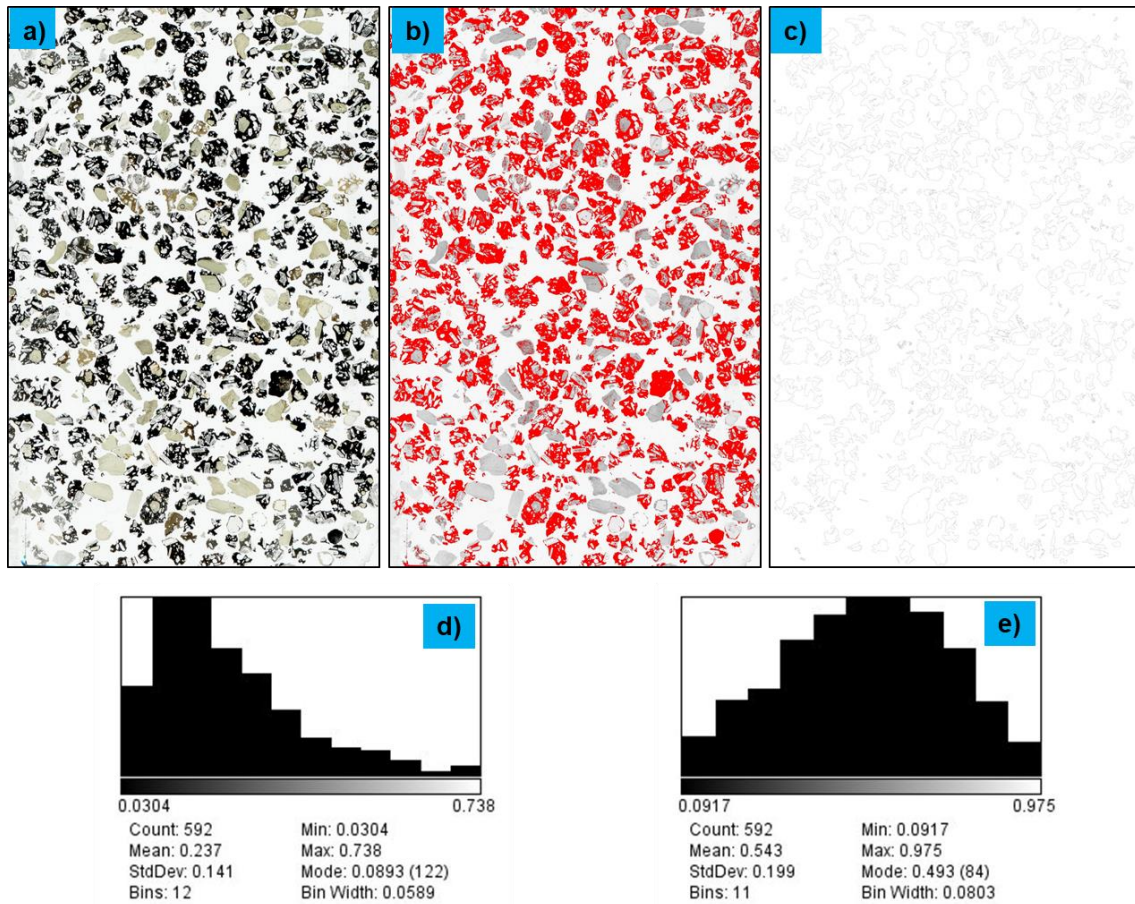 a)
b)
c)
d)
e)
0.0304 0.738
Count: 592 Min: 0.0304
Mean: 0.237 Max: 0.738
StdDev: 0.141 Mode: 0.0893 (122)
Bins: 12 Bin Width: 0.0589
0.0917 0.975
Count: 592 Min: 0.0917
Mean: 0.543 Max: 0.975
StdDev: 0.199 Mode: 0.493 (84)
Bins: 11 Bin Width: 0.0803